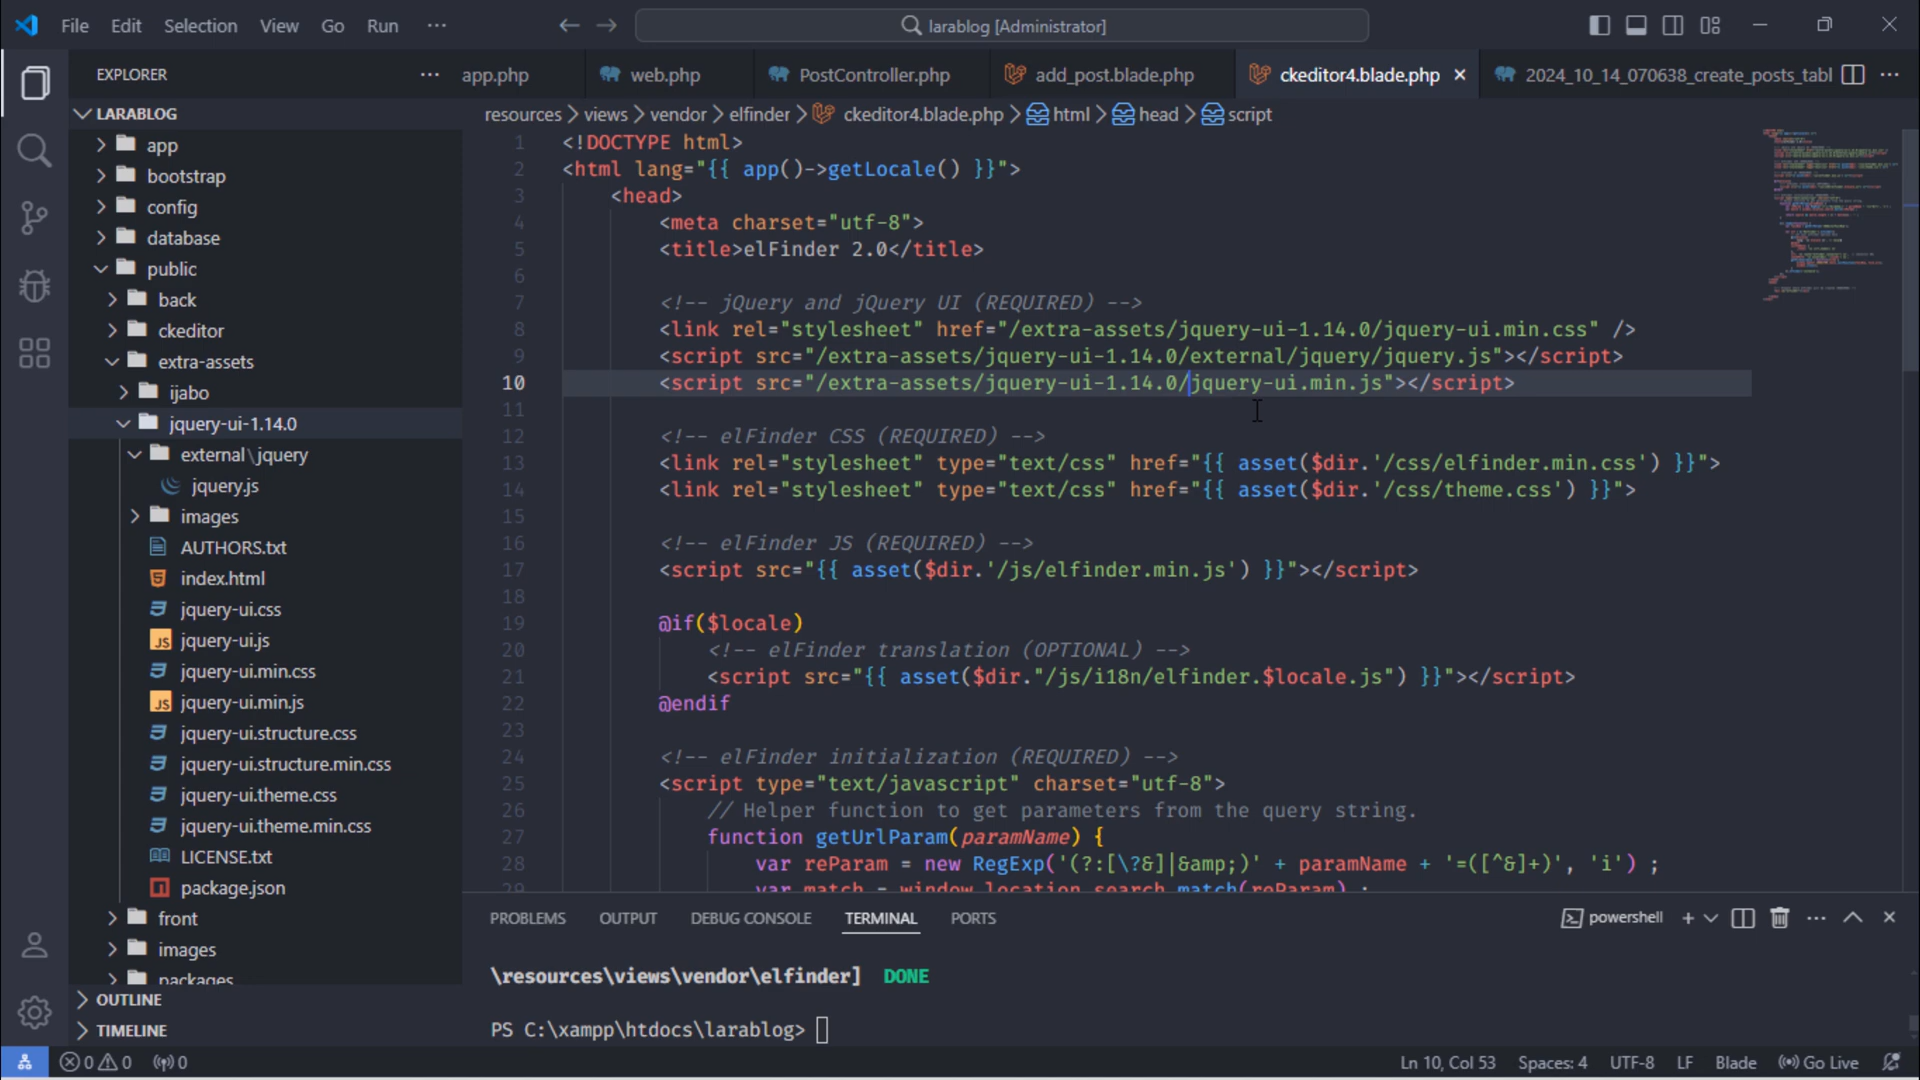 File Edit Selection View Go Run ··· larablog [Administrator]
EXPLORER ···
app.php web.php PostController.php add_post.blade.php ckeditor4.blade.php 2024_10_14_070638_create_posts_tabl
LARABLOG
app
bootstrap
config
database
public
back
ckeditor
extra-assets
ijabo
jquery-ui-1.14.0
external\jquery
jquery.js
images
AUTHORS.txt
index.html
jquery-ui.css
jquery-ui.js
jquery-ui.min.css
jquery-ui.min.js
jquery-ui.structure.css
jquery-ui.structure.min.css
jquery-ui.theme.css
jquery-ui.theme.min.css
LICENSE.txt
package.json
front
images
packages
OUTLINE
TIMELINE
resources > views > vendor > elfinder > ckeditor4.blade.php > html > head > script
1 <!DOCTYPE html>
2 <html lang="{{ app()->getLocale() }}">
3 <head>
4 <meta charset="utf-8">
5 <title>elFinder 2.0</title>
6
7 <!-- jQuery and jQuery UI (REQUIRED) -->
8 <link rel="stylesheet" href="/extra-assets/jquery-ui-1.14.0/jquery-ui.min.css" />
9 <script src="/extra-assets/jquery-ui-1.14.0/external/jquery/jquery.js"></script>
10 <script src="/extra-assets/jquery-ui-1.14.0/jquery-ui.min.js"></script>
11
12 <!-- elFinder CSS (REQUIRED) -->
13 <link rel="stylesheet" type="text/css" href="{{ asset($dir.'/css/elfinder.min.css') }}">
14 <link rel="stylesheet" type="text/css" href="{{ asset($dir.'/css/theme.css') }}">
15
16 <!-- elFinder JS (REQUIRED) -->
17 <script src="{{ asset($dir.'/js/elfinder.min.js') }}"></script>
18
19 @if($locale)
20 <!-- elFinder translation (OPTIONAL) -->
21 <script src="{{ asset($dir."/js/i18n/elfinder.$locale.js") }}"></script>
22 @endif
23
24 <!-- elFinder initialization (REQUIRED) -->
25 <script type="text/javascript" charset="utf-8">
26 // Helper function to get parameters from the query string.
27 function getUrlParam(paramName) {
28 var reParam = new RegExp('(?:[\?&]|&amp;)' + paramName + '=([^&]+)', 'i') ;
29 var match = window.location.search.match(reParam) ;
PROBLEMS OUTPUT DEBUG CONSOLE TERMINAL PORTS powershell
\resources\views\vendor\elfinder] DONE
PS C:\xampp\htdocs\larablog>
0 0 0 Ln 10, Col 53 Spaces: 4 UTF-8 LF Blade Go Live